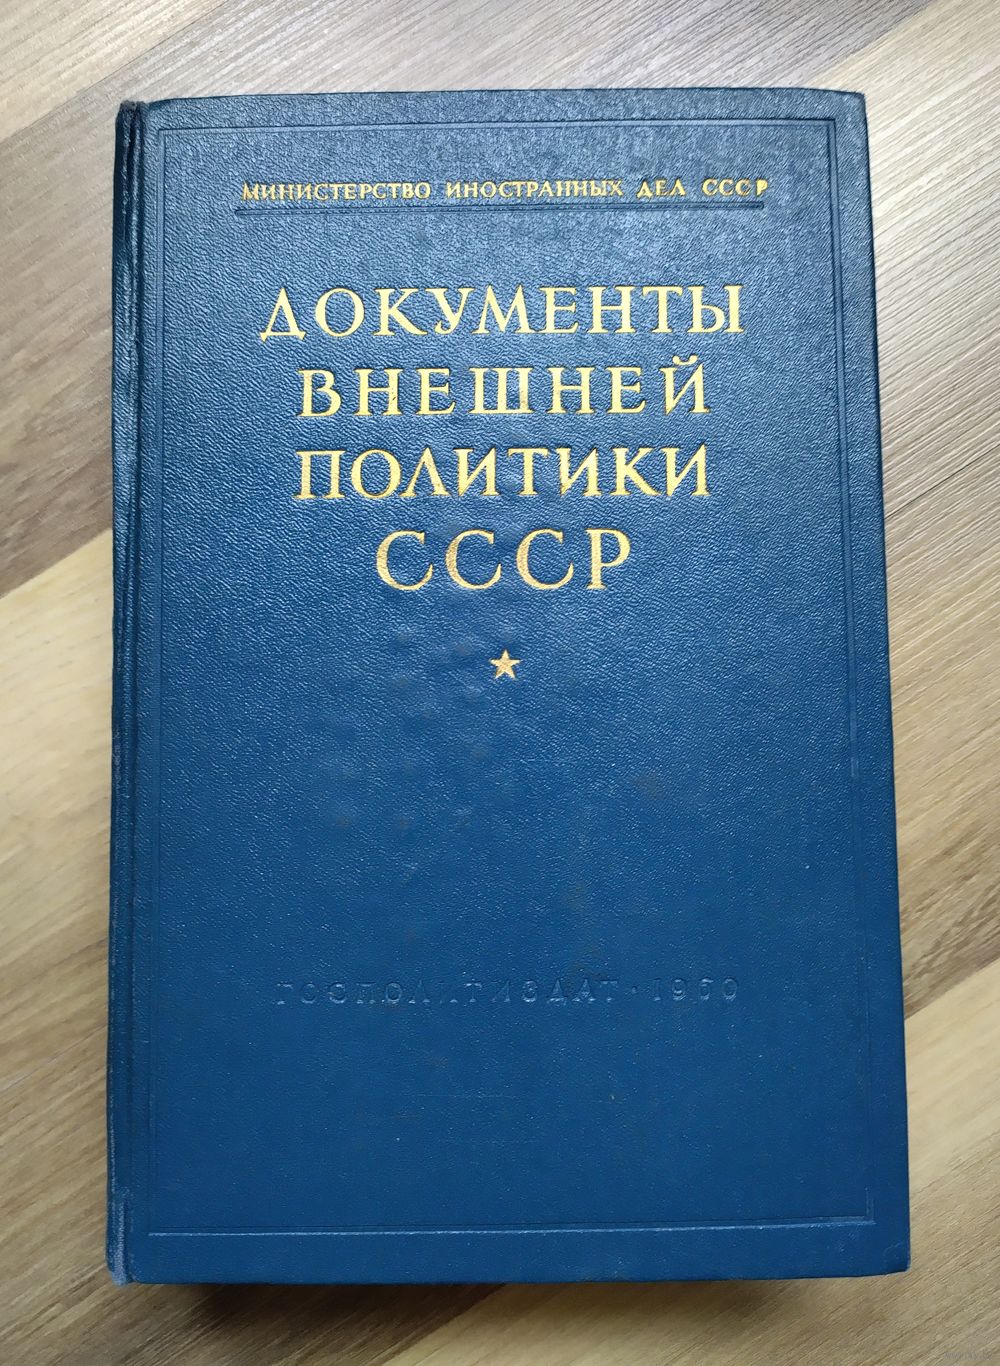 МИНИСТЕРСТВО ИНОСТРАННЫХ ДЕЛ СССР
ДОКУМЕНТЫ
ВНЕШНЕЙ
ПОЛИТИКИ
СССР
ГОСПОЛИТИЗДАТ · 1960